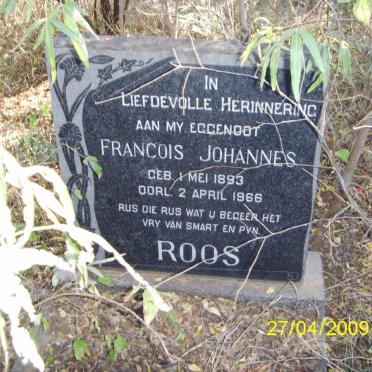 IN
LIEFDEVOLLE HERINNERING
AAN MY EGGENOOT
FRANCOIS JOHANNES
GEB. 1 MEI 1893
OORL. 2 APRIL 1966
RUS DIE RUS WAT U BEGEER HET
VRY VAN SMART EN PYN.
ROOS
27/04/2009